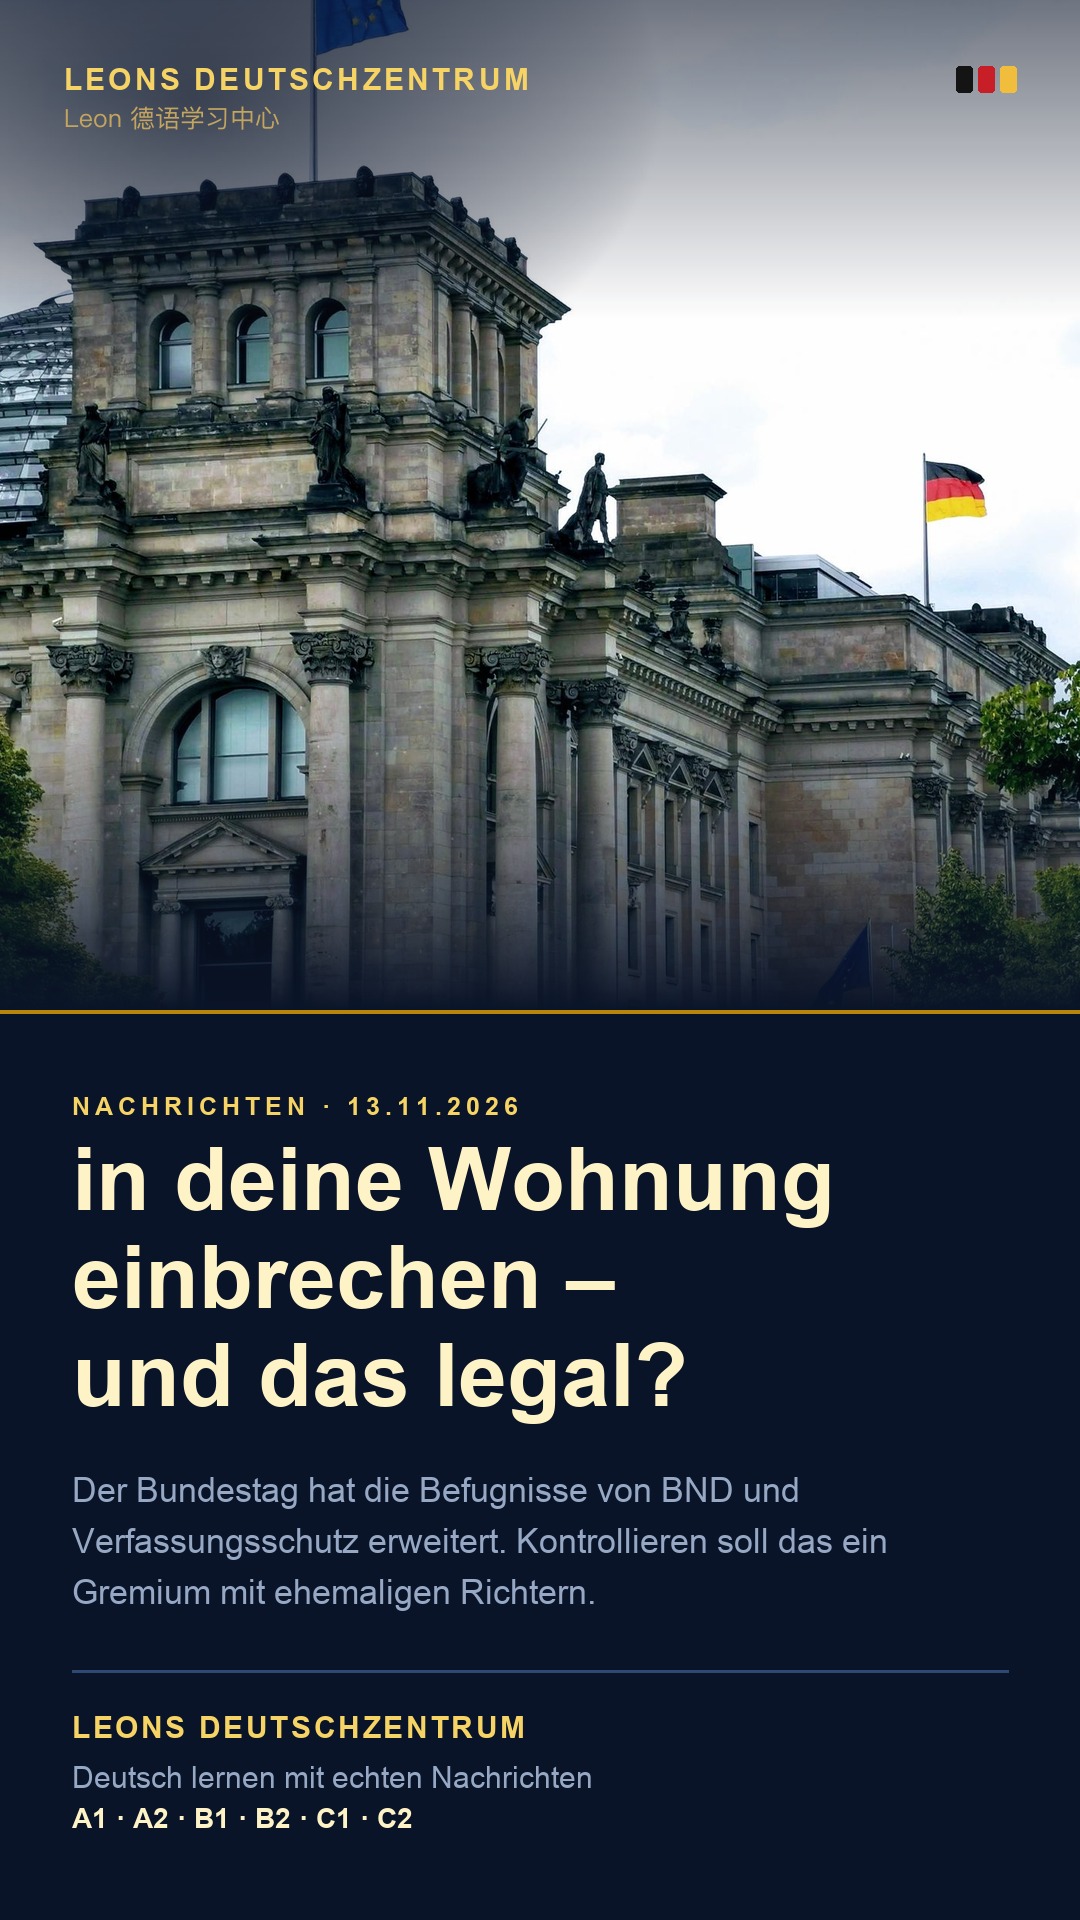 LEONS DEUTSCHZENTRUM
Leon 德语学习中心
NACHRICHTEN · 13.11.2026
in deine Wohnung
einbrechen –
und das legal?
Der Bundestag hat die Befugnisse von BND und
Verfassungsschutz erweitert. Kontrollieren soll das ein
Gremium mit ehemaligen Richtern.
LEONS DEUTSCHZENTRUM
Deutsch lernen mit echten Nachrichten
A1 · A2 · B1 · B2 · C1 · C2